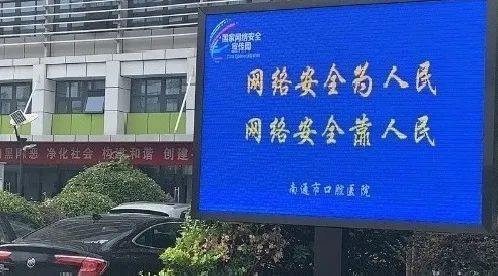 国家网络安全
宣传周
网络安全为人民
网络安全靠人民
南通市口腔医院
黑除恶 净化社会 构建和谐 创建